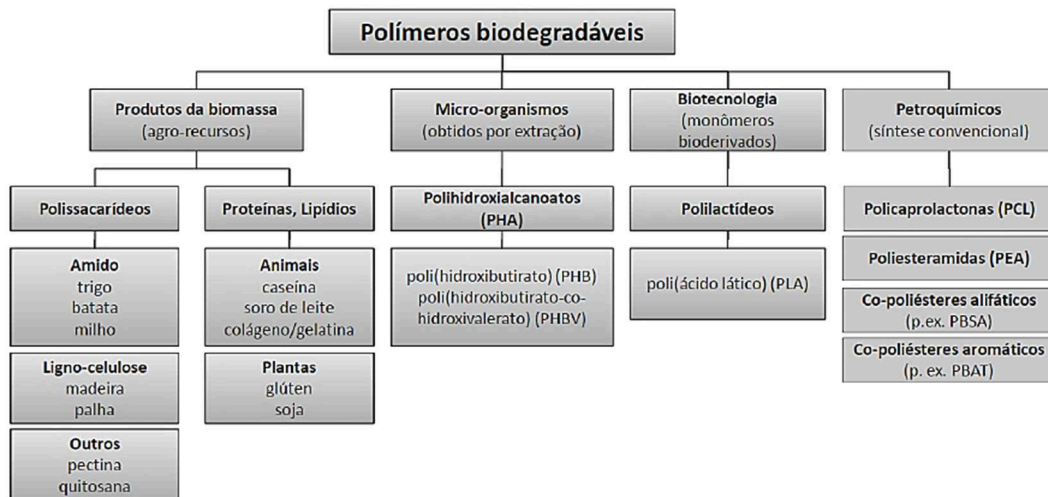 Polímeros biodegradáveis
Produtos da biomassa
(agro-recursos)
Micro-organismos
(obtidos por extração)
Biotecnologia
(monômeros
bioderivados)
Petroquímicos
(síntese convencional)
Polissacarídeos
Proteínas, Lipídios
Polihidroxialcanoatos
(PHA)
Polilactídeos
Policaprolactonas (PCL)
Amido
trigo
batata
milho
Animais
caseína
soro de leite
colágeno/gelatina
poli(hidroxibutirato) (PHB)
poli(hidroxibutirato-co-
hidroxivalerato) (PHBV)
poli(ácido lático) (PLA)
Poliesteramidas (PEA)
Co-poliésteres alifáticos
(p.ex. PBSA)
Co-poliésteres aromáticos
(p. ex. PBAT)
Ligno-celulose
madeira
palha
Plantas
glúten
soja
Outros
pectina
quitosana